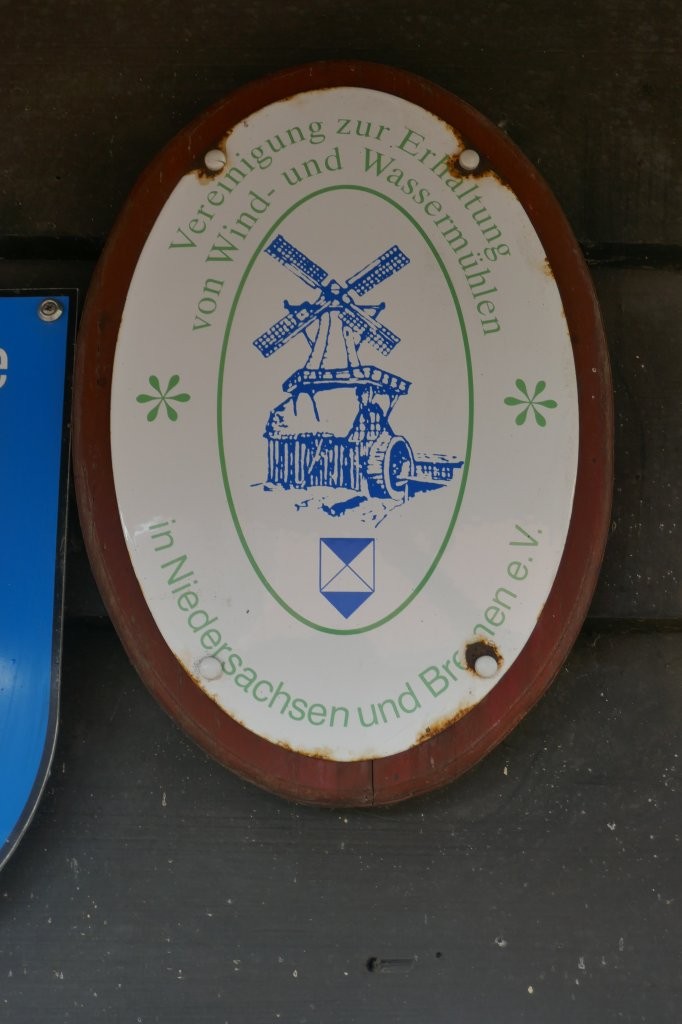 Vereinigung zur Erhaltung
von Wind- und Wassermühlen
in Niedersachsen und Bremen e.V.
e